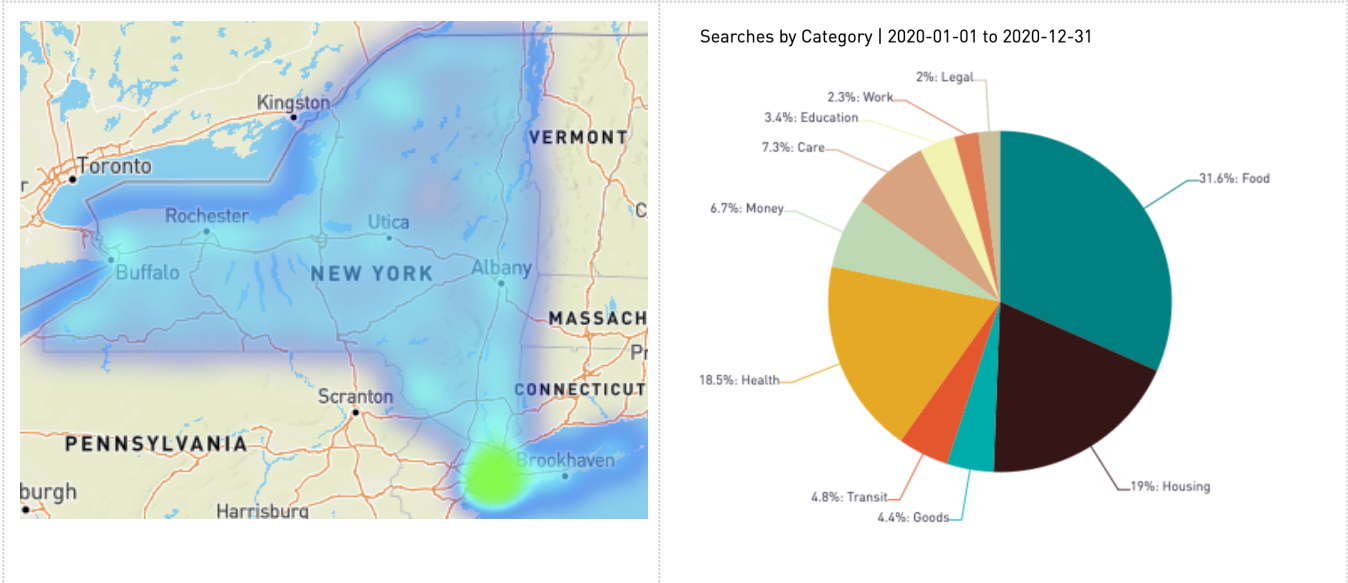 Kingston
VERMONT
Toronto
r
C
Rochester
Utica
Buffalo
NEW YORK
Albany
MASSACH
Pr
CONNECTICUT
Scranton
PENNSYLVANIA
Brookhaven
burgh
Harrisburg
Searches by Category | 2020-01-01 to 2020-12-31
2%: Legal
2.3%: Work
3.4%: Education
7.3%: Care
6.7%: Money
31.6%: Food
18.5%: Health
19%: Housing
4.8%: Transit
4.4%: Goods